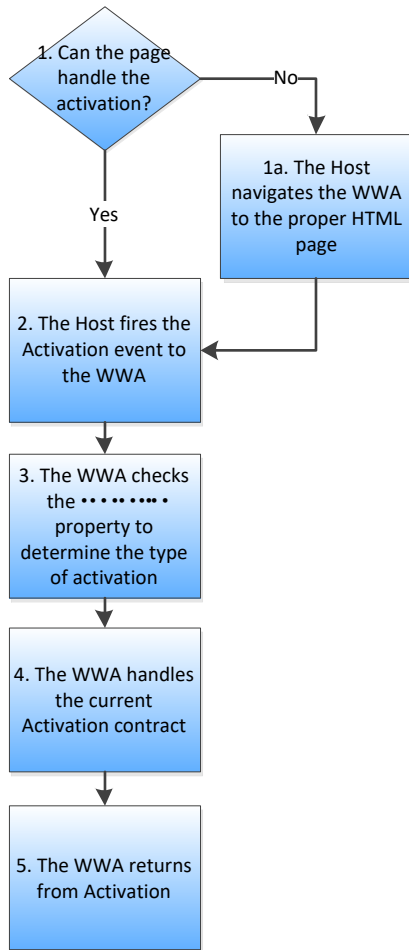 1. Can the page
handle the
activation?
No
1a. The Host
navigates the WWA
to the proper HTML
page
Yes
2. The Host fires the
Activation event to
the WWA
3. The WWA checks
the
property to
determine the type
of activation
4. The WWA handles
the current
Activation contract
5. The WWA returns
from Activation